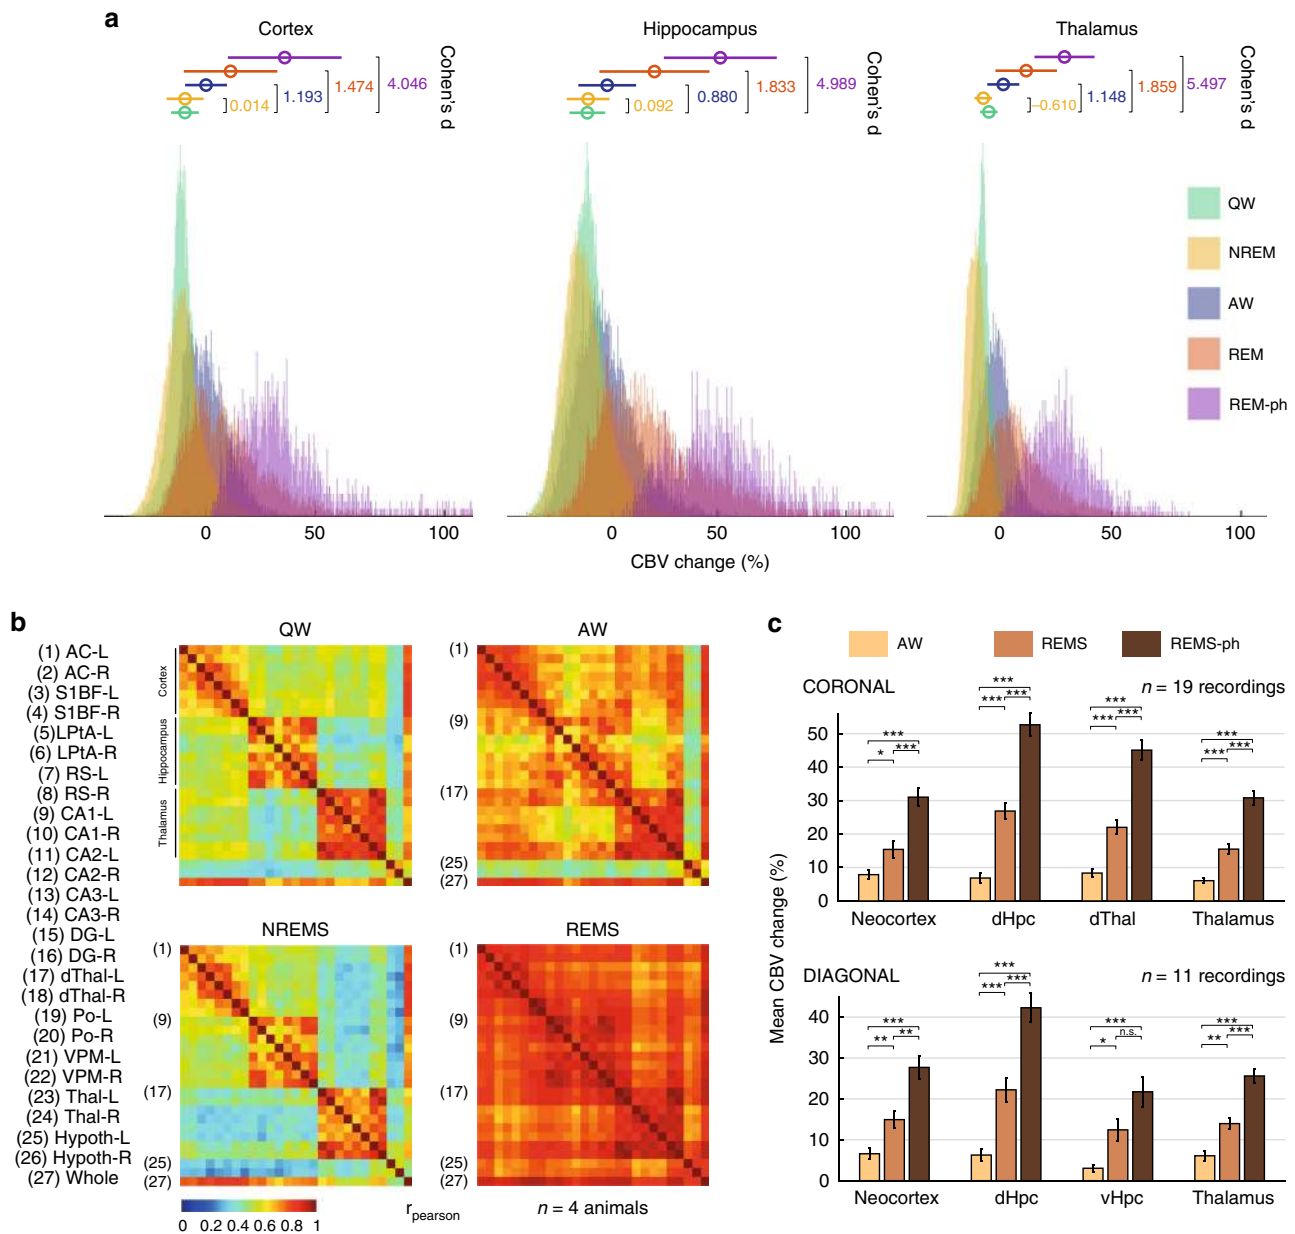 a
Cortex
Hippocampus
Thalamus
0.014
1.193
1.474
4.046
Cohen's d
0.092
0.880
1.833
4.989
Cohen's d
−0.610
1.148
1.859
5.497
Cohen's d
QW
NREM
AW
REM
REM-ph
0 50 100
0 50 100
0 50 100
CBV change (%)
b
(1) AC-L
(2) AC-R
(3) S1BF-L
(4) S1BF-R
(5)LPtA-L
(6) LPtA-R
(7) RS-L
(8) RS-R
(9) CA1-L
(10) CA1-R
(11) CA2-L
(12) CA2-R
(13) CA3-L
(14) CA3-R
(15) DG-L
(16) DG-R
(17) dThal-L
(18) dThal-R
(19) Po-L
(20) Po-R
(21) VPM-L
(22) VPM-R
(23) Thal-L
(24) Thal-R
(25) Hypoth-L
(26) Hypoth-R
(27) Whole
QW
Cortex
Hippocampus
Thalamus
AW
(1)
(9)
(17)
(25)
(27)
NREMS
(1)
(9)
(17)
(25)
(27)
REMS
(1)
(9)
(17)
(25)
(27)
0 0.2 0.4 0.6 0.8 1
rpearson
n = 4 animals
c
AW
REMS
REMS-ph
CORONAL
n = 19 recordings
Mean CBV change (%)
50
40
30
20
10
0
***
* ***
***
*** ***
***
*** ***
***
*** ***
Neocortex dHpc dThal Thalamus
DIAGONAL
n = 11 recordings
40
30
20
10
0
***
** **
***
*** ***
***
* n.s.
***
** ***
Neocortex dHpc vHpc Thalamus